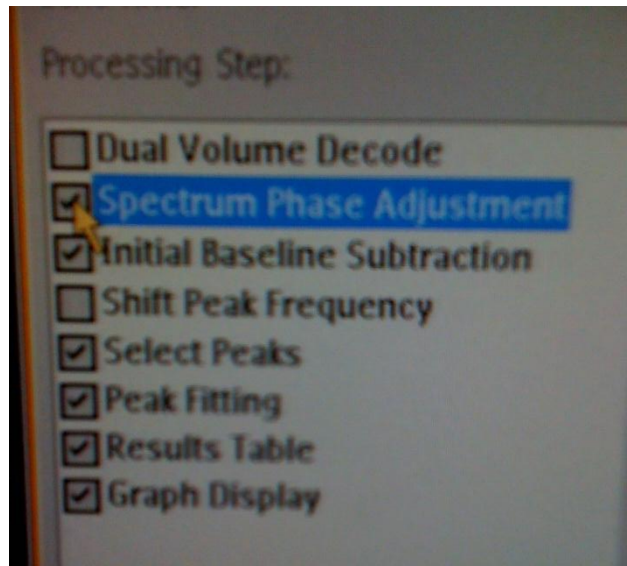 Processing Step:
Dual Volume Decode
Spectrum Phase Adjustment
Initial Baseline Subtraction
Shift Peak Frequency
Select Peaks
Peak Fitting
Results Table
Graph Display